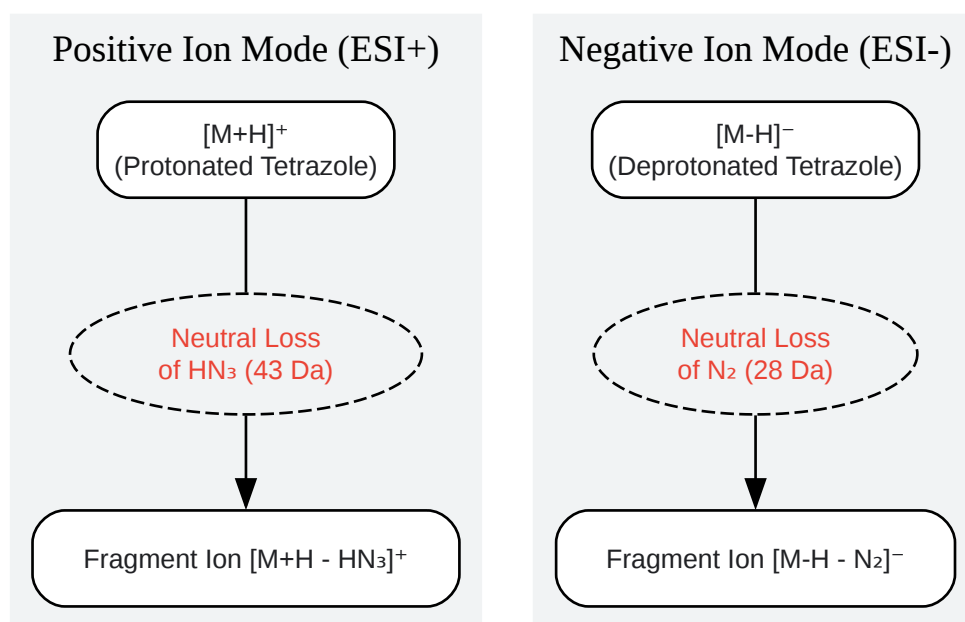 Positive Ion Mode (ESI+)
[M+H]⁺
(Protonated Tetrazole)
Neutral Loss
of HN₃ (43 Da)
Fragment Ion [M+H - HN₃]⁺
Negative Ion Mode (ESI-)
[M-H]⁻
(Deprotonated Tetrazole)
Neutral Loss
of N₂ (28 Da)
Fragment Ion [M-H - N₂]⁻